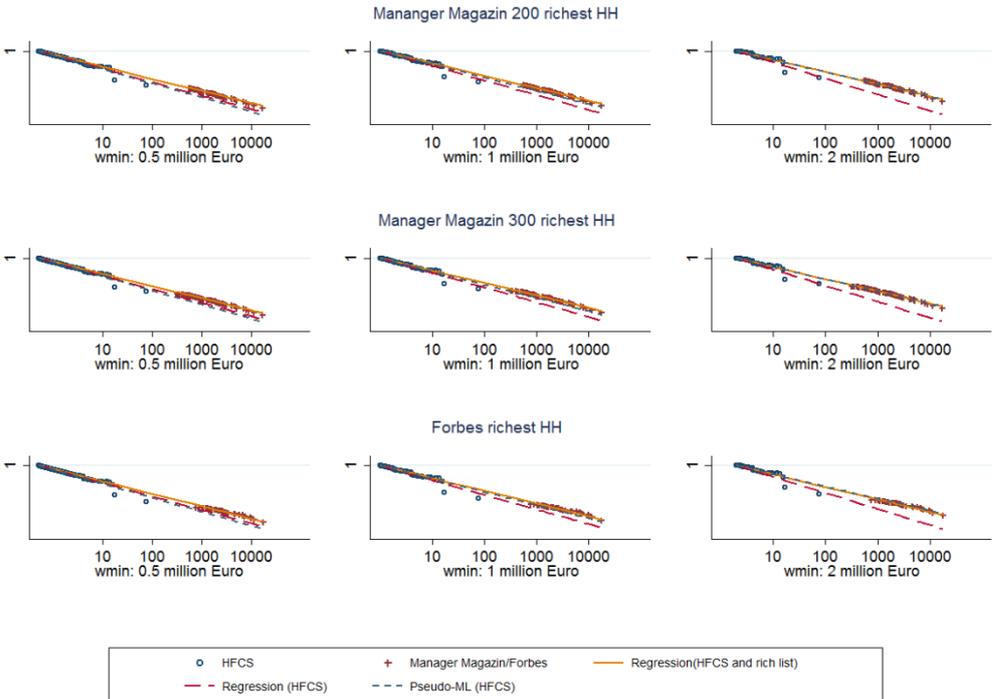 Mananger Magazin 200 richest HH
1
10 100 1000 10000
wmin: 0.5 million Euro
1
10 100 1000 10000
wmin: 1 million Euro
1
10 100 1000 10000
wmin: 2 million Euro
Manager Magazin 300 richest HH
1
10 100 1000 10000
wmin: 0.5 million Euro
1
10 100 1000 10000
wmin: 1 million Euro
1
10 100 1000 10000
wmin: 2 million Euro
Forbes richest HH
1
10 100 1000 10000
wmin: 0.5 million Euro
1
10 100 1000 10000
wmin: 1 million Euro
1
10 100 1000 10000
wmin: 2 million Euro
HFCS Manager Magazin/Forbes Regression(HFCS and rich list)
Regression (HFCS) Pseudo-ML (HFCS)